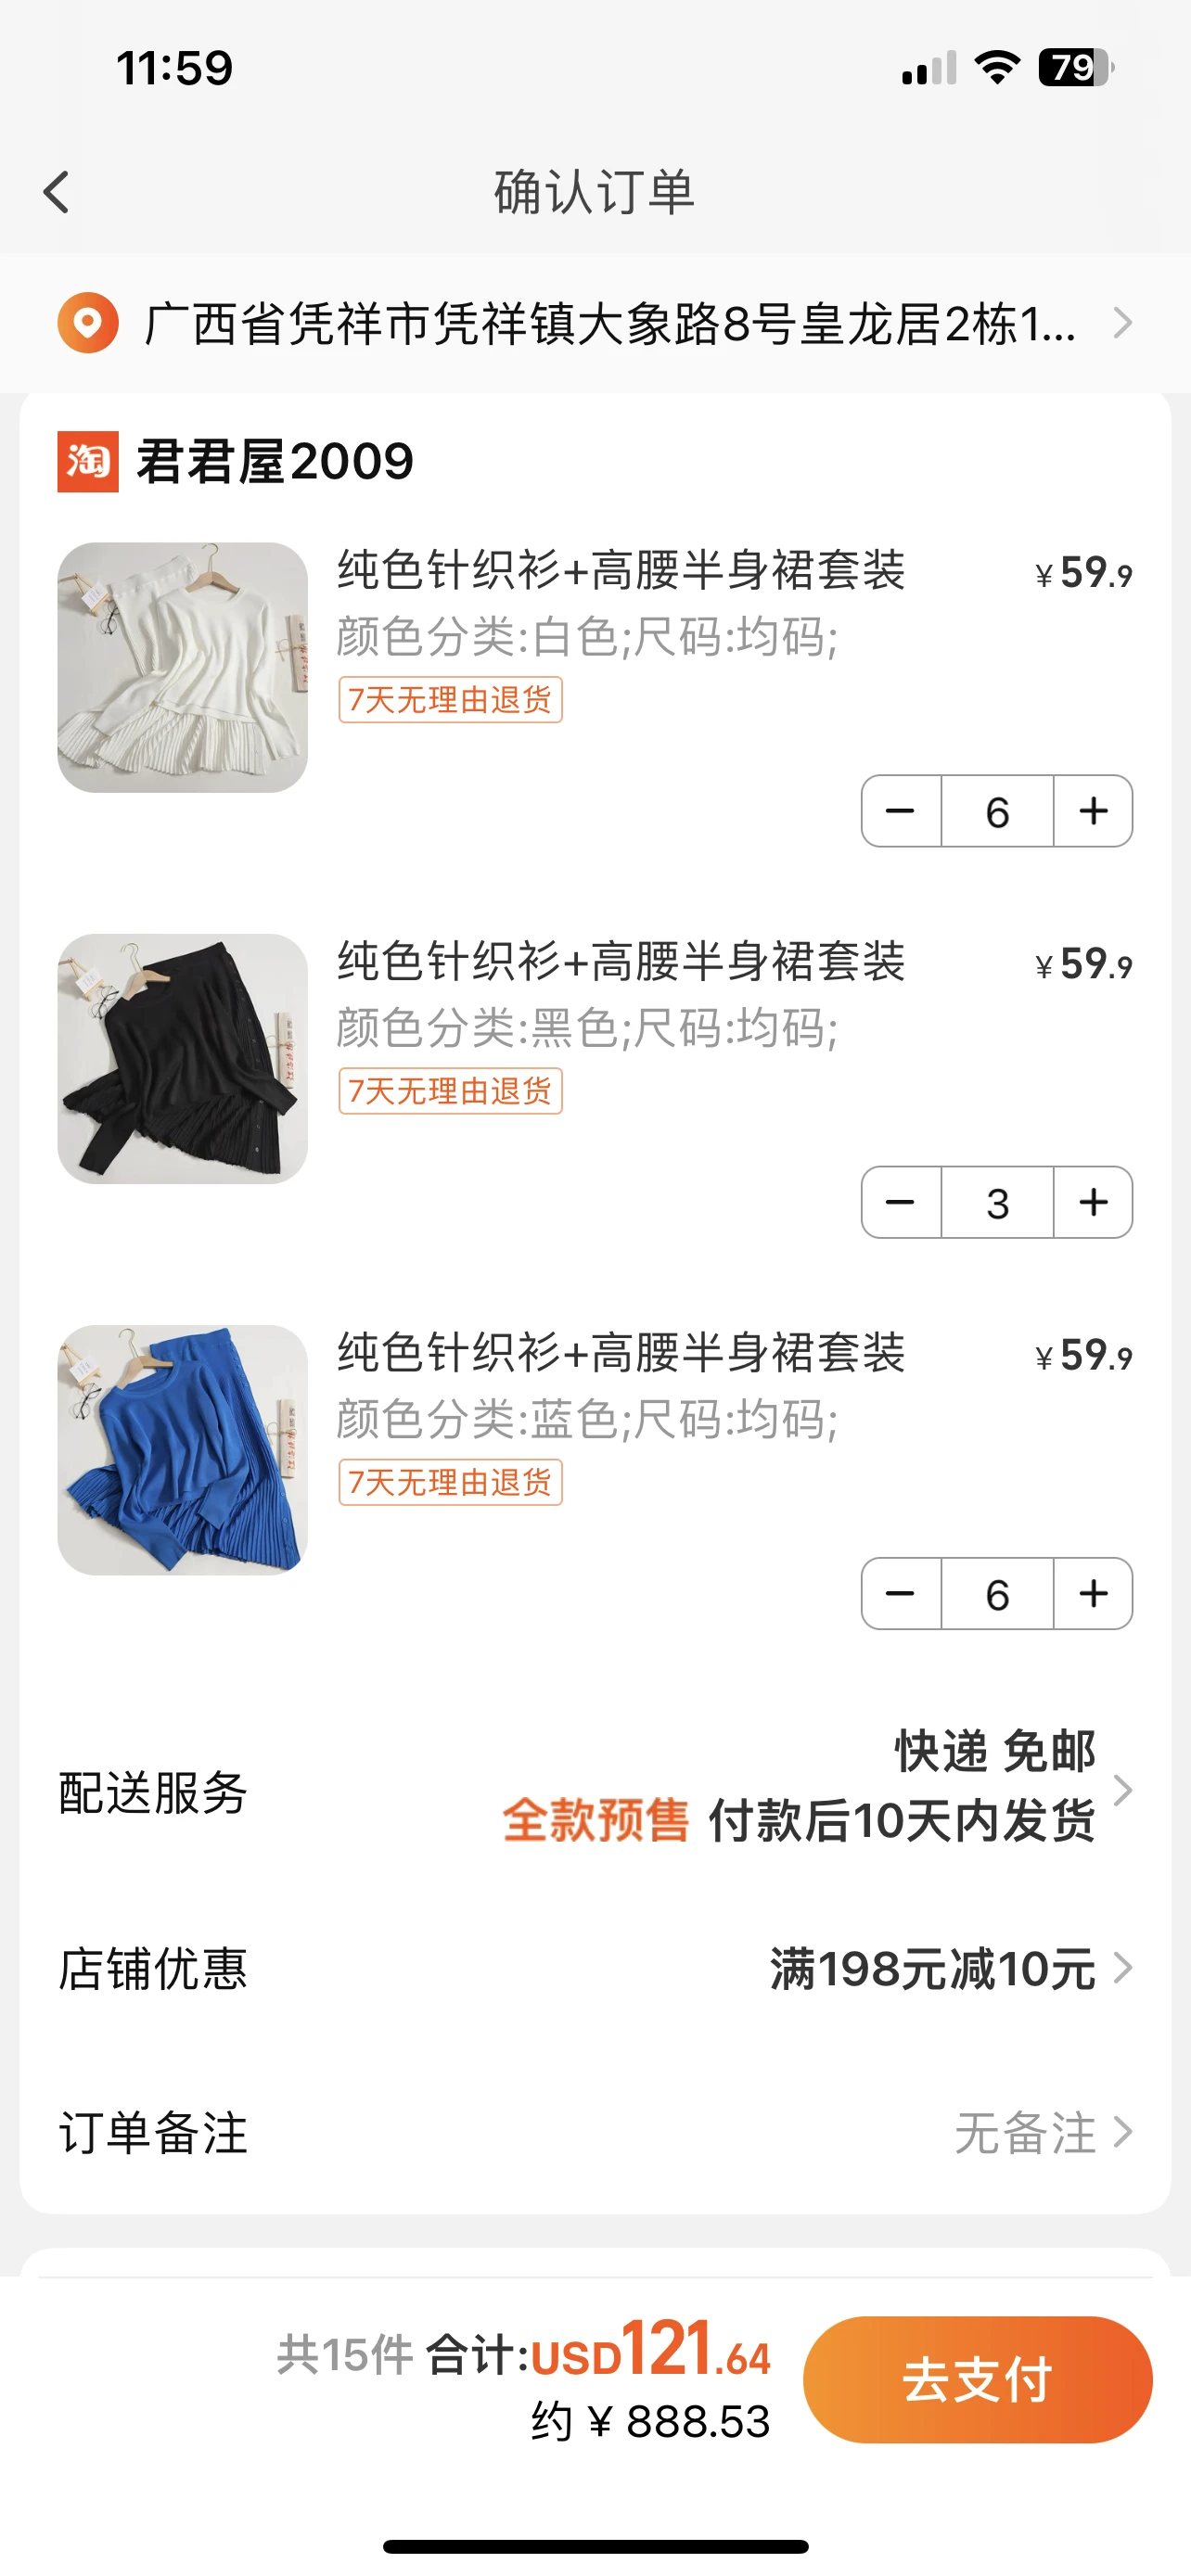 11:59
79
确认订单
广西省凭祥市凭祥镇大象路8号皇龙居2栋1...
淘 君君屋2009
纯色针织衫+高腰半身裙套装 ¥59.9
颜色分类:白色;尺码:均码;
7天无理由退货
6
纯色针织衫+高腰半身裙套装 ¥59.9
颜色分类:黑色;尺码:均码;
7天无理由退货
3
纯色针织衫+高腰半身裙套装 ¥59.9
颜色分类:蓝色;尺码:均码;
7天无理由退货
6
快递 免邮
配送服务
全款预售 付款后10天内发货
店铺优惠 满198元减10元
订单备注 无备注
共15件 合计:USD121.64
约¥888.53
去支付